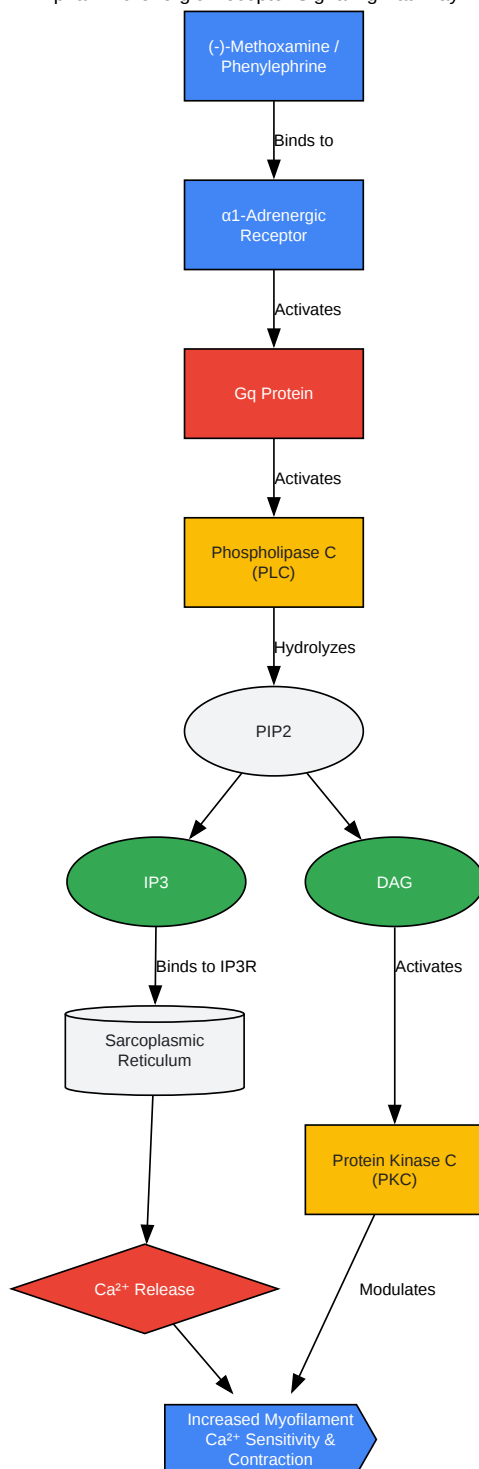 (-)-Methoxamine /
Phenylephrine
Binds to
α1-Adrenergic
Receptor
Activates
Gq Protein
Activates
Phospholipase C
(PLC)
Hydrolyzes
PIP2
IP3
DAG
Binds to IP3R
Activates
Sarcoplasmic
Reticulum
Protein Kinase C
(PKC)
Ca²⁺ Release
Modulates
Increased Myofilament
Ca²⁺ Sensitivity &
Contraction